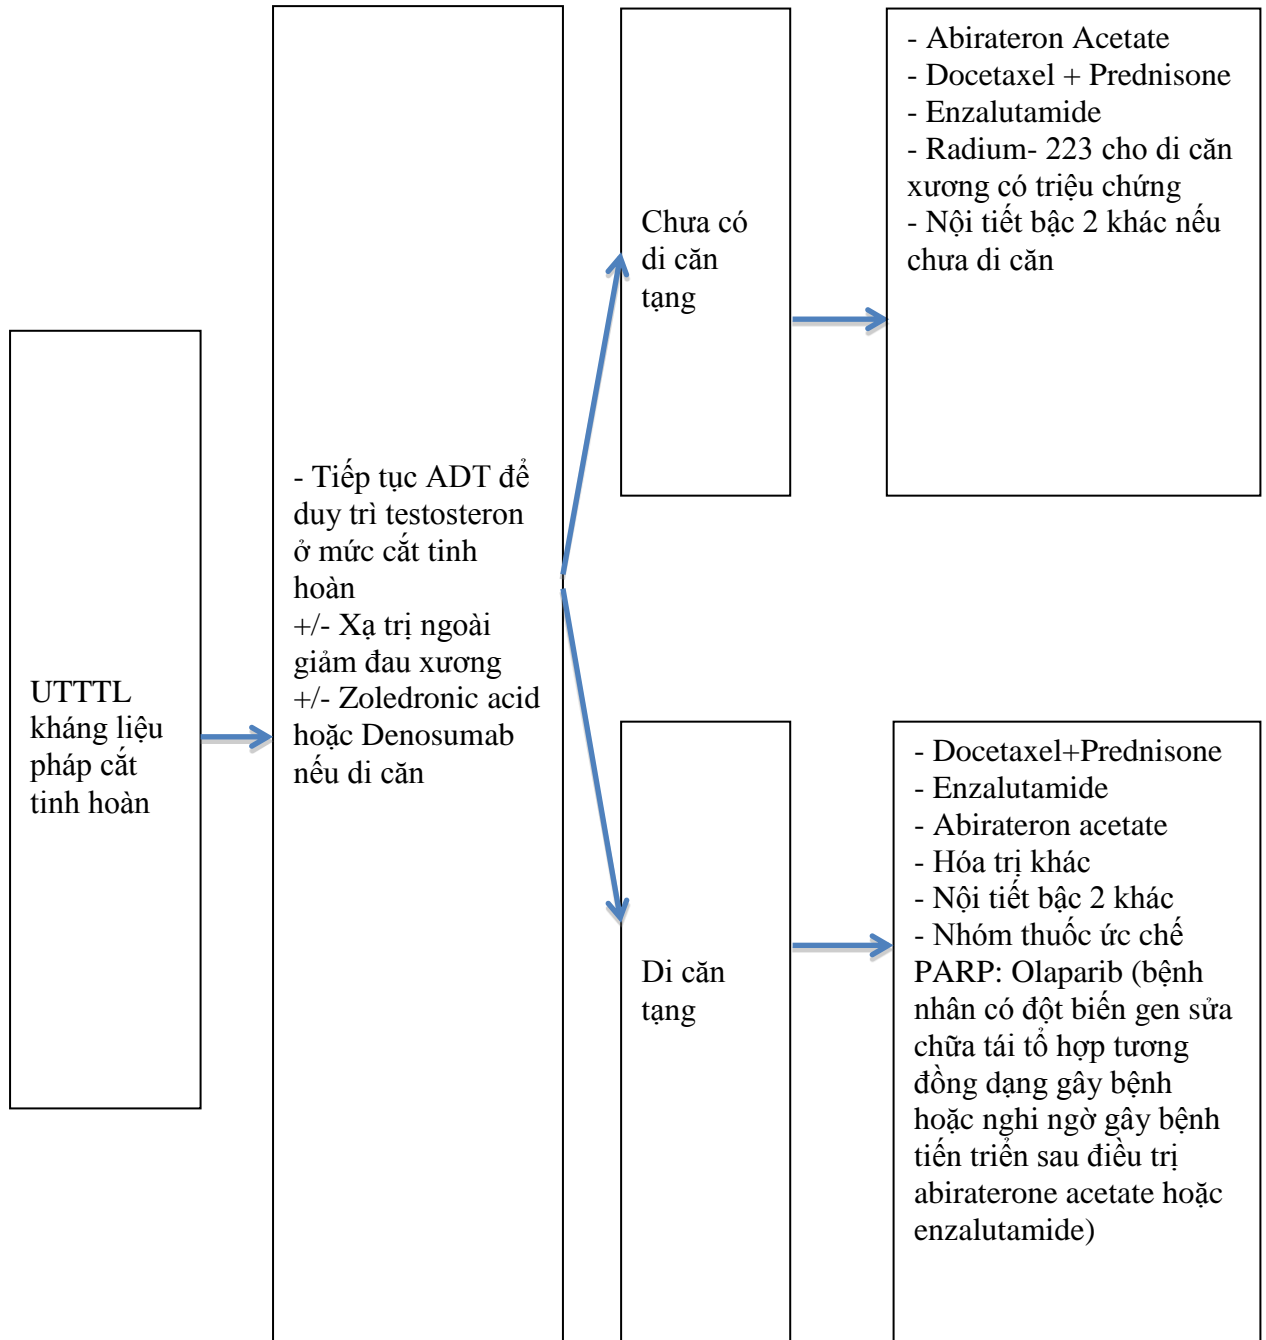 UTTTL
kháng liệu
pháp cắt
tinh hoàn
- Tiếp tục ADT để
duy trì testosteron
ở mức cắt tinh
hoàn
+/- Xạ trị ngoài
giảm đau xương
+/- Zoledronic acid
hoặc Denosumab
nếu di căn
Chưa có
di căn
tạng
- Abirateron Acetate
- Docetaxel + Prednisone
- Enzalutamide
- Radium- 223 cho di căn
xương có triệu chứng
- Nội tiết bậc 2 khác nếu
chưa di căn
Di căn
tạng
- Docetaxel+Prednisone
- Enzalutamide
- Abirateron acetate
- Hóa trị khác
- Nội tiết bậc 2 khác
- Nhóm thuốc ức chế
PARP: Olaparib (bệnh
nhân có đột biến gen sửa
chữa tái tổ hợp tương
đồng dạng gây bệnh
hoặc nghi ngờ gây bệnh
tiến triển sau điều trị
abiraterone acetate hoặc
enzalutamide)